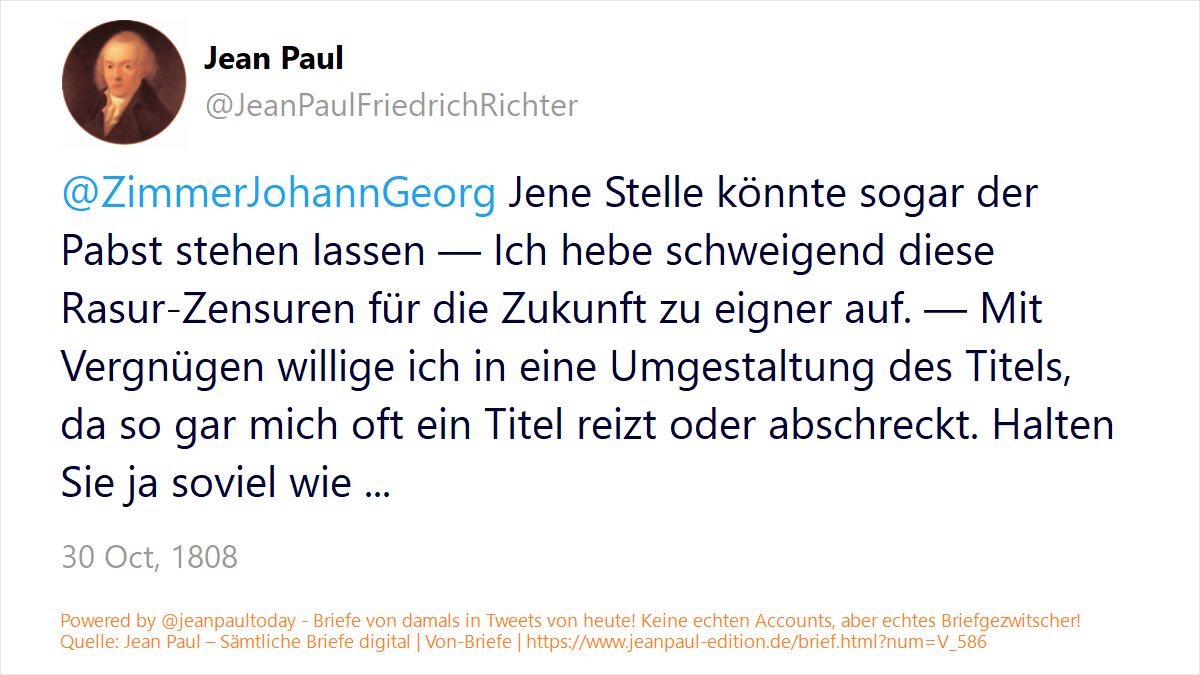 Jean Paul
@JeanPaulFriedrichRichter
@ZimmerJohannGeorg Jene Stelle könnte sogar der
Pabst stehen lassen — Ich hebe schweigend diese
Rasur-Zensuren für die Zukunft zu eigner auf. — Mit
Vergnügen willige ich in eine Umgestaltung des Titels,
da so gar mich oft ein Titel reizt oder abschreckt. Halten
Sie ja soviel wie ...
30 Oct, 1808
Powered by @jeanpaultoday - Briefe von damals in Tweets von heute! Keine echten Accounts, aber echtes Briefgezwitscher!
Quelle: Jean Paul – Sämtliche Briefe digital | Von-Briefe | https://www.jeanpaul-edition.de/brief.html?num=V_586